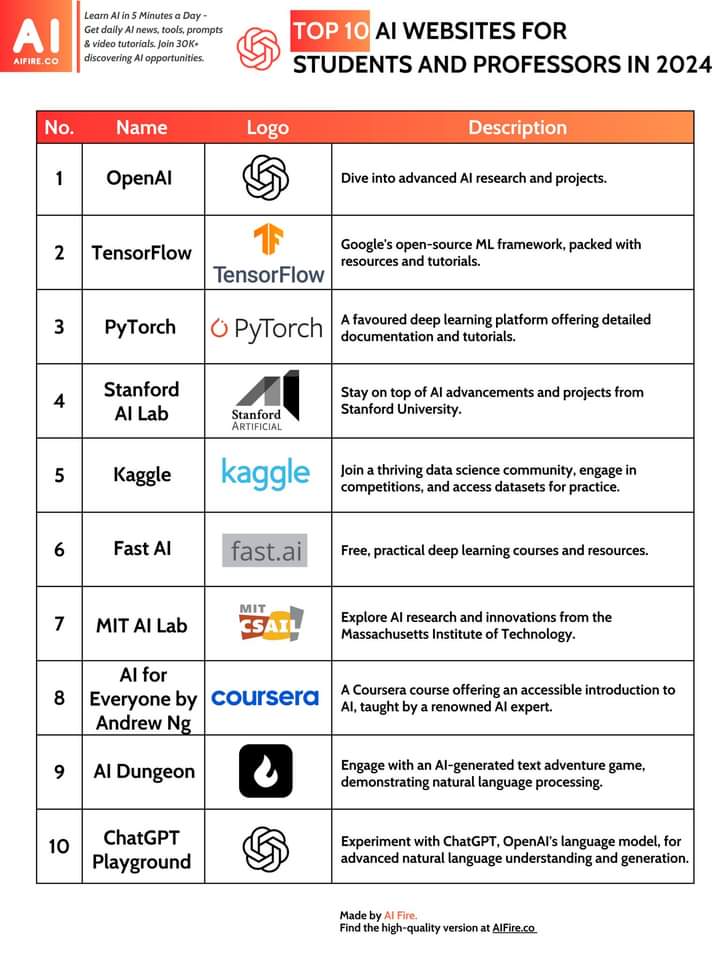 AI
AIFIRE.CO
Learn AI in 5 Minutes a Day -
Get daily AI news, tools, prompts
& video tutorials. Join 30K+
discovering AI opportunities.
TOP 10 AI WEBSITES FOR
STUDENTS AND PROFESSORS IN 2024
No. Name Logo Description
1 OpenAI Dive into advanced AI research and projects.
2 TensorFlow TensorFlow
Google's open-source ML framework, packed with
resources and tutorials.
3 PyTorch PyTorch
A favoured deep learning platform offering detailed
documentation and tutorials.
4 Stanford
AI Lab
Stanford
ARTIFICIAL
Stay on top of AI advancements and projects from
Stanford University.
5 Kaggle kaggle
Join a thriving data science community, engage in
competitions, and access datasets for practice.
6 Fast AI fast.ai Free, practical deep learning courses and resources.
7 MIT AI Lab
MIT
CSAIL
Explore AI research and innovations from the
Massachusetts Institute of Technology.
8 AI for
Everyone by
Andrew Ng
coursera
A Coursera course offering an accessible introduction to
AI, taught by a renowned AI expert.
9 AI Dungeon
Engage with an AI-generated text adventure game,
demonstrating natural language processing.
10 ChatGPT
Playground
Experiment with ChatGPT, OpenAI's language model, for
advanced natural language understanding and generation.
Made by AI Fire.
Find the high-quality version at AIFire.co